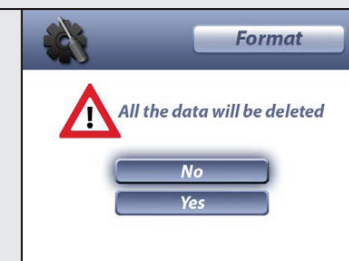 Format
All the data will be deleted
No
Yes